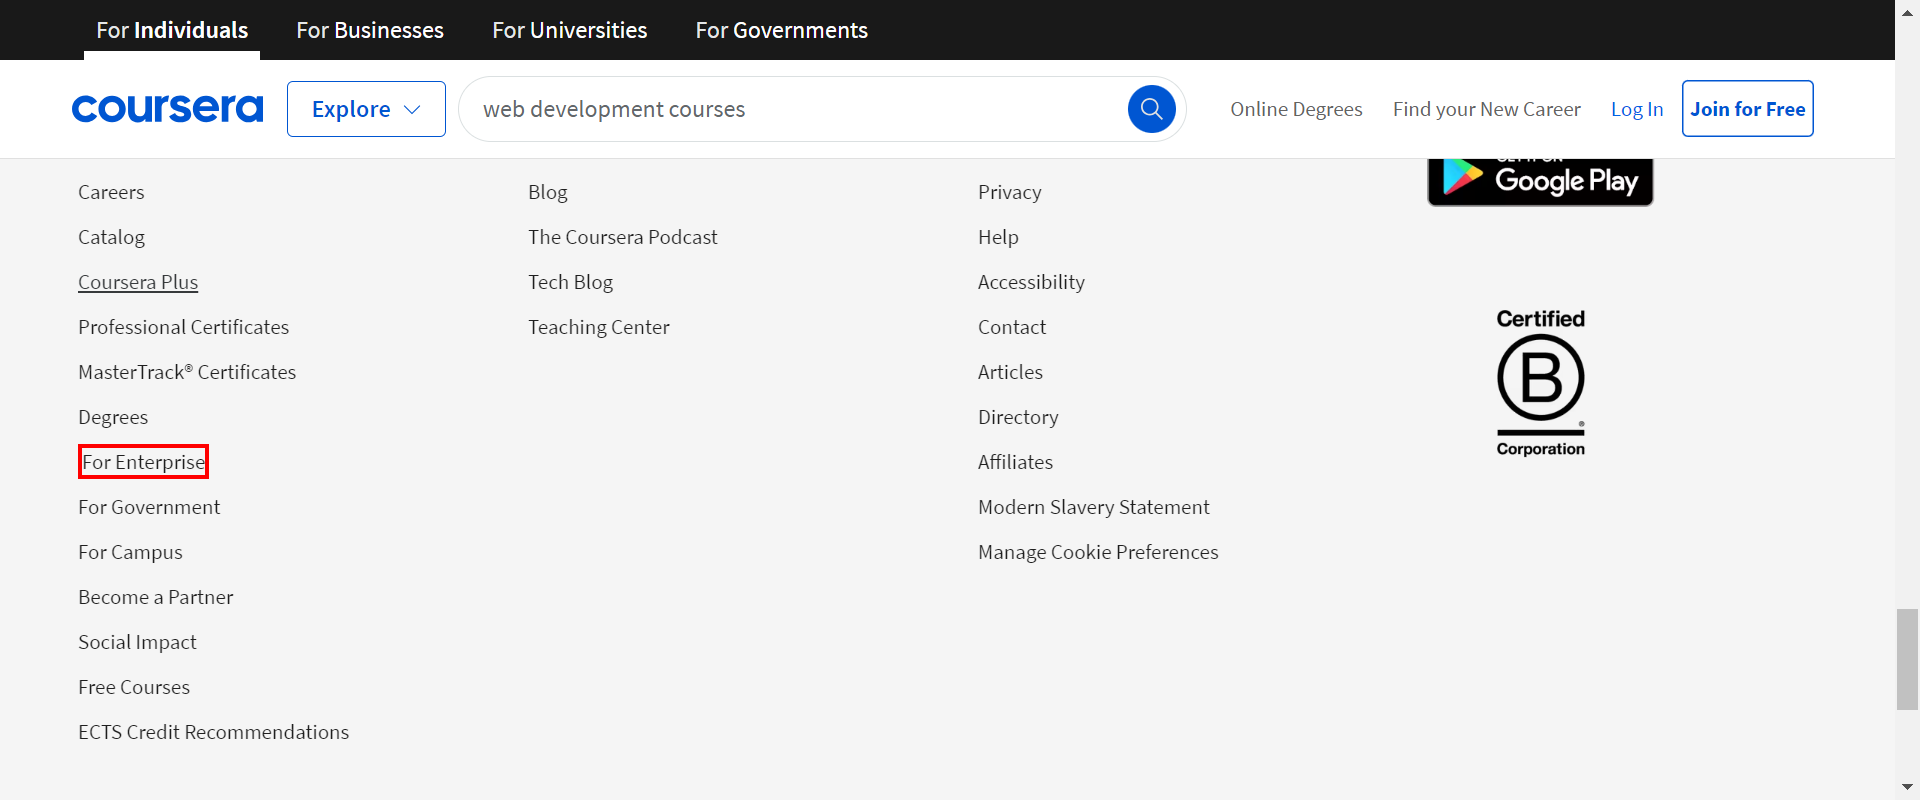 For Individuals
For Businesses
For Universities
For Governments
coursera
Explore
web development courses
Online Degrees
Find your New Career
Log In
Join for Free
Careers
Catalog
Coursera Plus
Professional Certificates
MasterTrack® Certificates
Degrees
For Enterprise
For Government
For Campus
Become a Partner
Social Impact
Free Courses
ECTS Credit Recommendations
Blog
The Coursera Podcast
Tech Blog
Teaching Center
Privacy
Help
Accessibility
Contact
Articles
Directory
Affiliates
Modern Slavery Statement
Manage Cookie Preferences
Google Play
Certified
B
®
Corporation